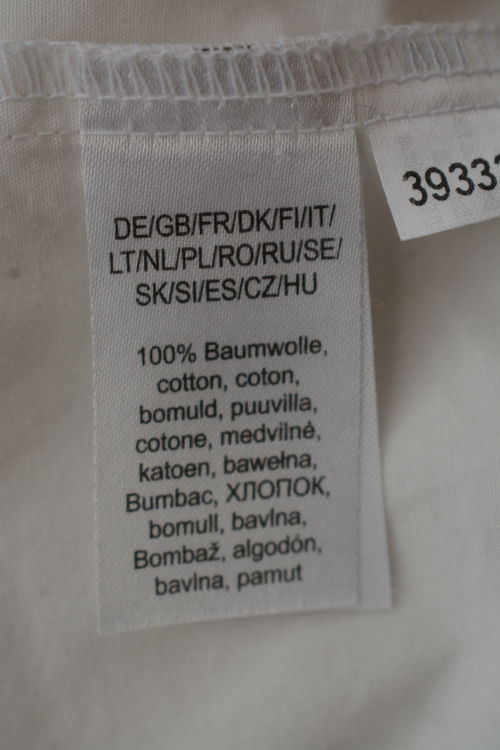 DE/GB/FR/DK/FI/IT/
LT/NL/PL/RO/RU/SE/
SK/SI/ES/CZ/HU
100% Baumwolle,
cotton, coton,
bomuld, puuvilla,
cotone, medvilnė,
katoen, bawełna,
Bumbac, ХЛОПОК,
bomull, bavlna,
Bombaž, algodón,
bavlna, pamut